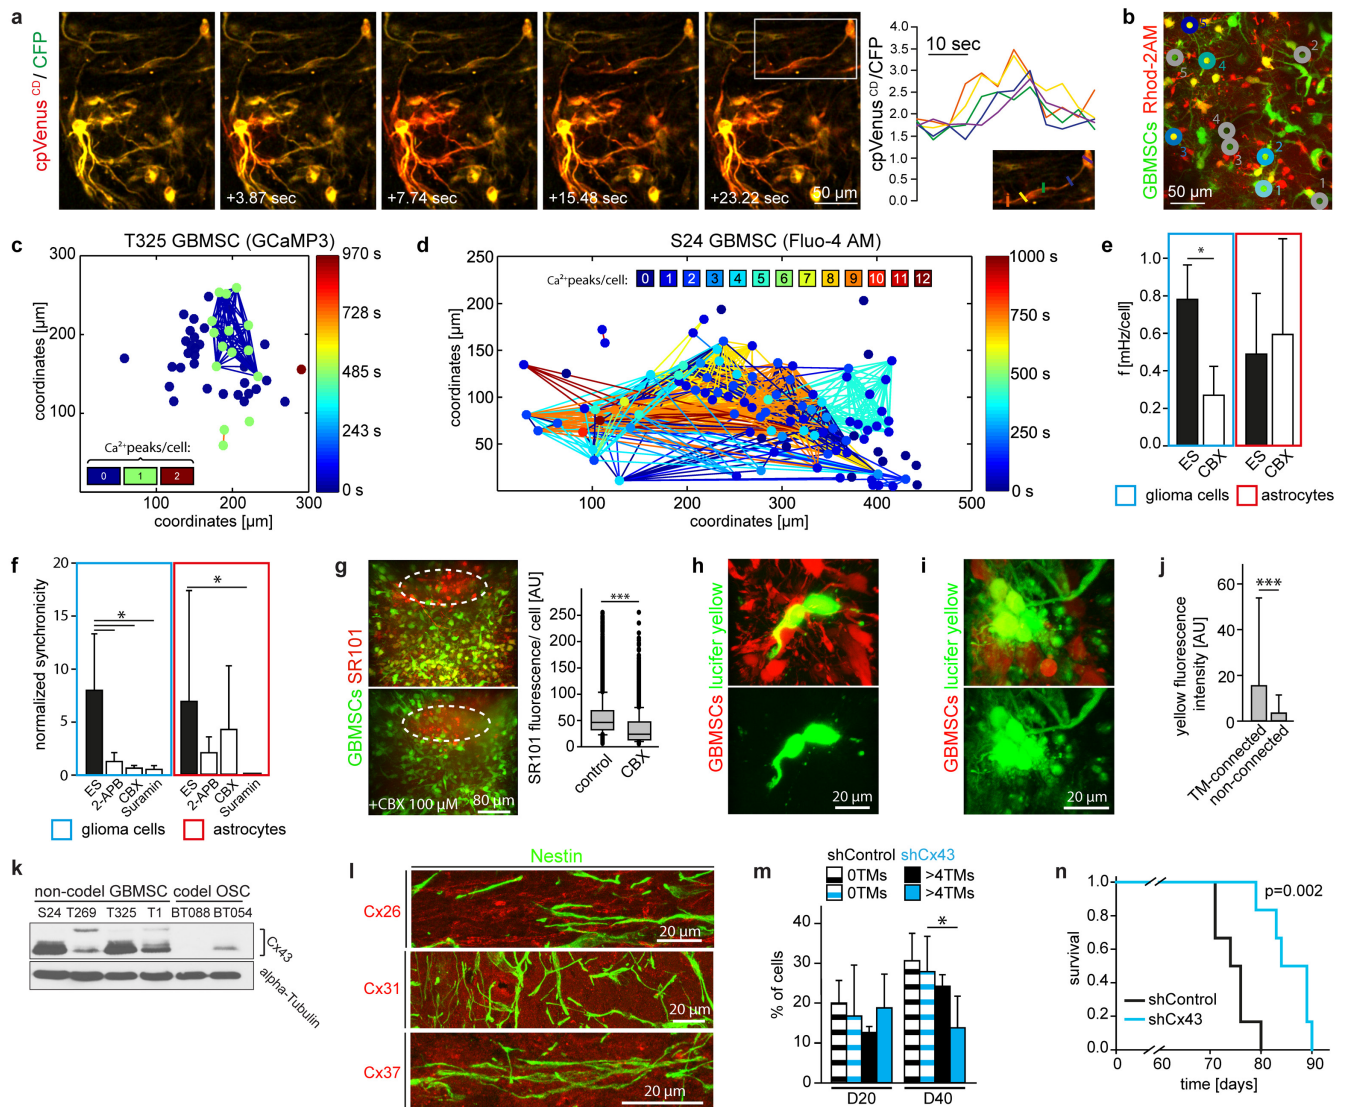 a
cpVenus CD / CFP
+3.87 sec
+7.74 sec
+15.48 sec
+23.22 sec
50 µm
cpVenus CD /CFP
4.0
3.5
3.0
2.5
2.0
1.5
1.0
0.5
0.0
10 sec
b
GBMSCs Rhod-2AM
5
2
5
4
4
3
3
2
1
1
50 µm
c
T325 GBMSC (GCaMP3)
coordinates [µm]
300
200
100
100 200 300
coordinates [µm]
Ca²⁺peaks/cell:
0 1 2
970 s
728 s
485 s
243 s
0 s
d
S24 GBMSC (Fluo-4 AM)
Ca²⁺peaks/cell: 0 1 2 3 4 5 6 7 8 9 10 11 12
coordinates [µm]
250
200
150
100
50
100 200 300 400 500
coordinates [µm]
1000 s
750 s
500 s
250 s
0 s
e
f [mHz/cell]
1.0
0.8
0.6
0.4
0.2
0.0
*
ES CBX ES CBX
glioma cells astrocytes
f
normalized synchronicity
20
15
10
5
0
*
*
ES 2-APB CBX Suramin ES 2-APB CBX Suramin
glioma cells astrocytes
g
GBMSCs SR101
+CBX 100 µM
80 µm
SR101 fluorescence/ cell [AU]
250
200
150
100
50
0
***
control CBX
h
GBMSCs lucifer yellow
20 µm
i
GBMSCs lucifer yellow
20 µm
j
yellow fluorescence
intensity [AU]
60
40
20
0
***
TM-connected
non-connected
k
non-codel GBMSC codel OSC
S24 T269 T325 T1 BT088 BT054
Cx43
alpha-Tubulin
l
Nestin
Cx26
20 µm
Cx31
20 µm
Cx37
20 µm
m
shControl shCx43
0TMs >4TMs
0TMs >4TMs
% of cells
40
30
20
10
0
*
D20 D40
n
survival
1.0
0.8
0.6
0.4
0.2
0.0
p=0.002
shControl
shCx43
0 60 70 80 90
time [days]